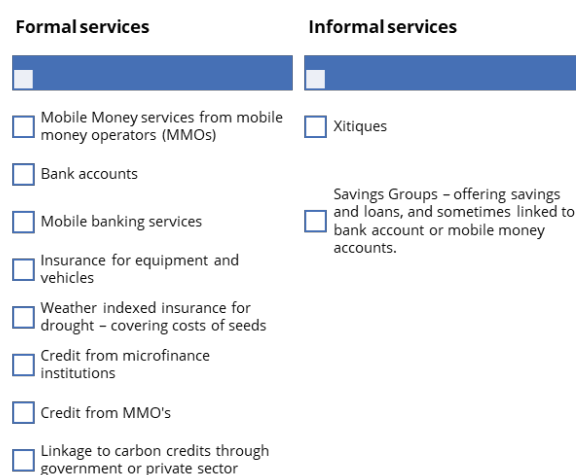 Formal services
Mobile Money services from mobile
money operators (MMOs)
Bank accounts
Mobile banking services
Insurance for equipment and
vehicles
Weather indexed insurance for
drought – covering costs of seeds
Credit from microfinance
institutions
Credit from MMO's
Linkage to carbon credits through
government or private sector
Informal services
Xitiques
Savings Groups – offering savings
and loans, and sometimes linked to
bank account or mobile money
accounts.